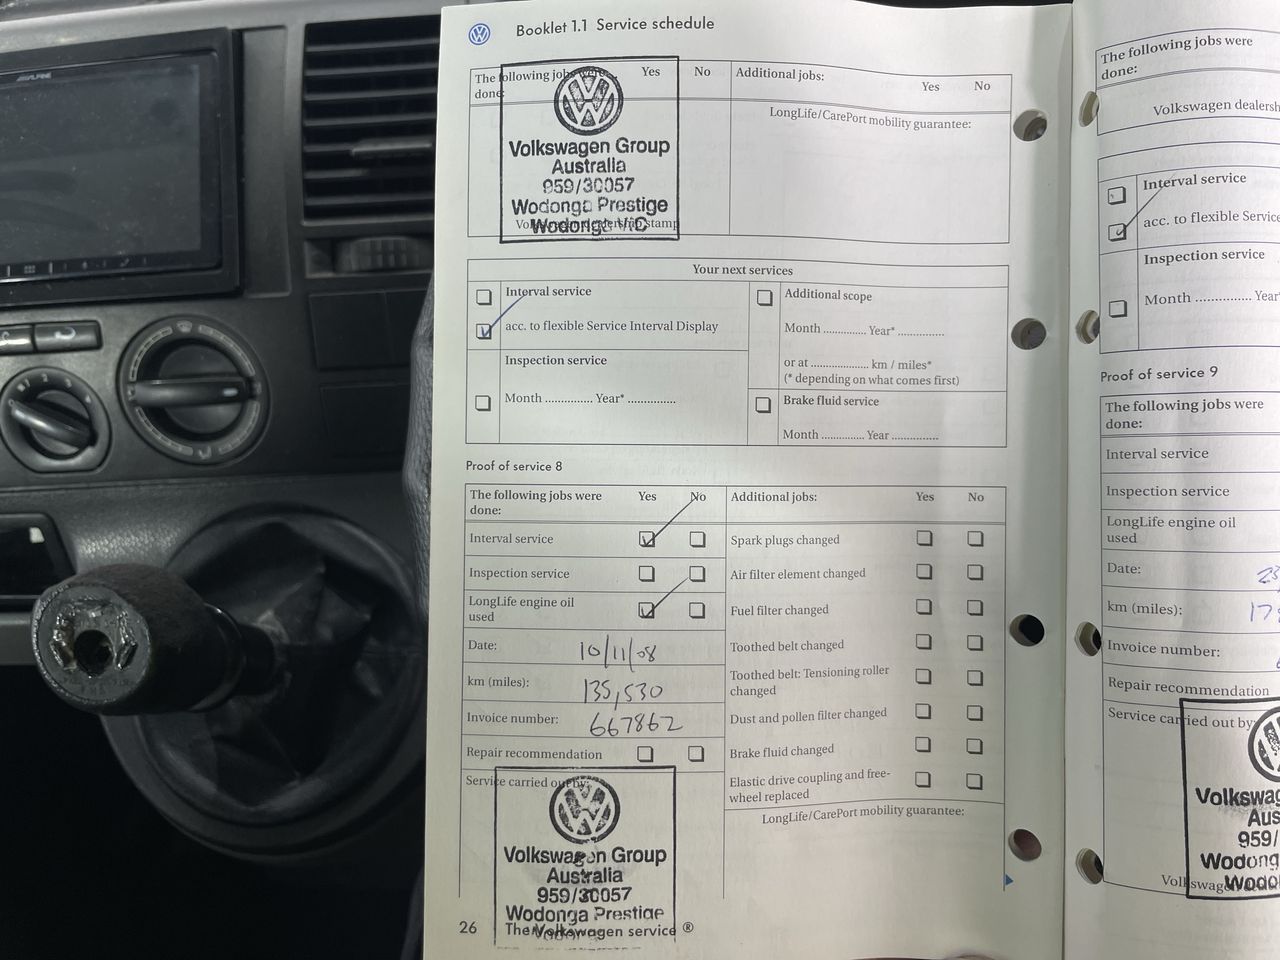 ALPINE
Booklet 1.1 Service schedule
The following jobs were done:
Yes No
Additional jobs:
Yes No
LongLife/CarePort mobility guarantee:
Volkswagen Group
Australia
959/30057
Wodonga Prestige
Wodonga VIC
Volkswagen dealership stamp
Your next services
Interval service
acc. to flexible Service Interval Display
Inspection service
Month .............. Year* ..............
Additional scope
Month .............. Year* ..............
or at .................... km / miles*
(* depending on what comes first)
Brake fluid service
Month .............. Year ..............
Proof of service 8
The following jobs were
done:
Yes No
Interval service
Inspection service
LongLife engine oil
used
Date: 10/11/08
km (miles): 135,530
Invoice number: 667862
Repair recommendation
Service carried out by:
Volkswagen Group
Australia
959/30057
Wodonga Prestige
Additional jobs: Yes No
Spark plugs changed
Air filter element changed
Fuel filter changed
Toothed belt changed
Toothed belt: Tensioning roller
changed
Dust and pollen filter changed
Brake fluid changed
Elastic drive coupling and free-
wheel replaced
LongLife/CarePort mobility guarantee:
26
The Volkswagen service ®
The following jobs were
done:
Volkswagen
Interval service
acc. to flexible
Inspection service
Month ..............
Proof of service 9
The following jobs were
done:
Interval service
Inspection service
LongLife engine oil
used
Date:
km (miles):
Invoice number:
Repair recommendation
Service carried out by: